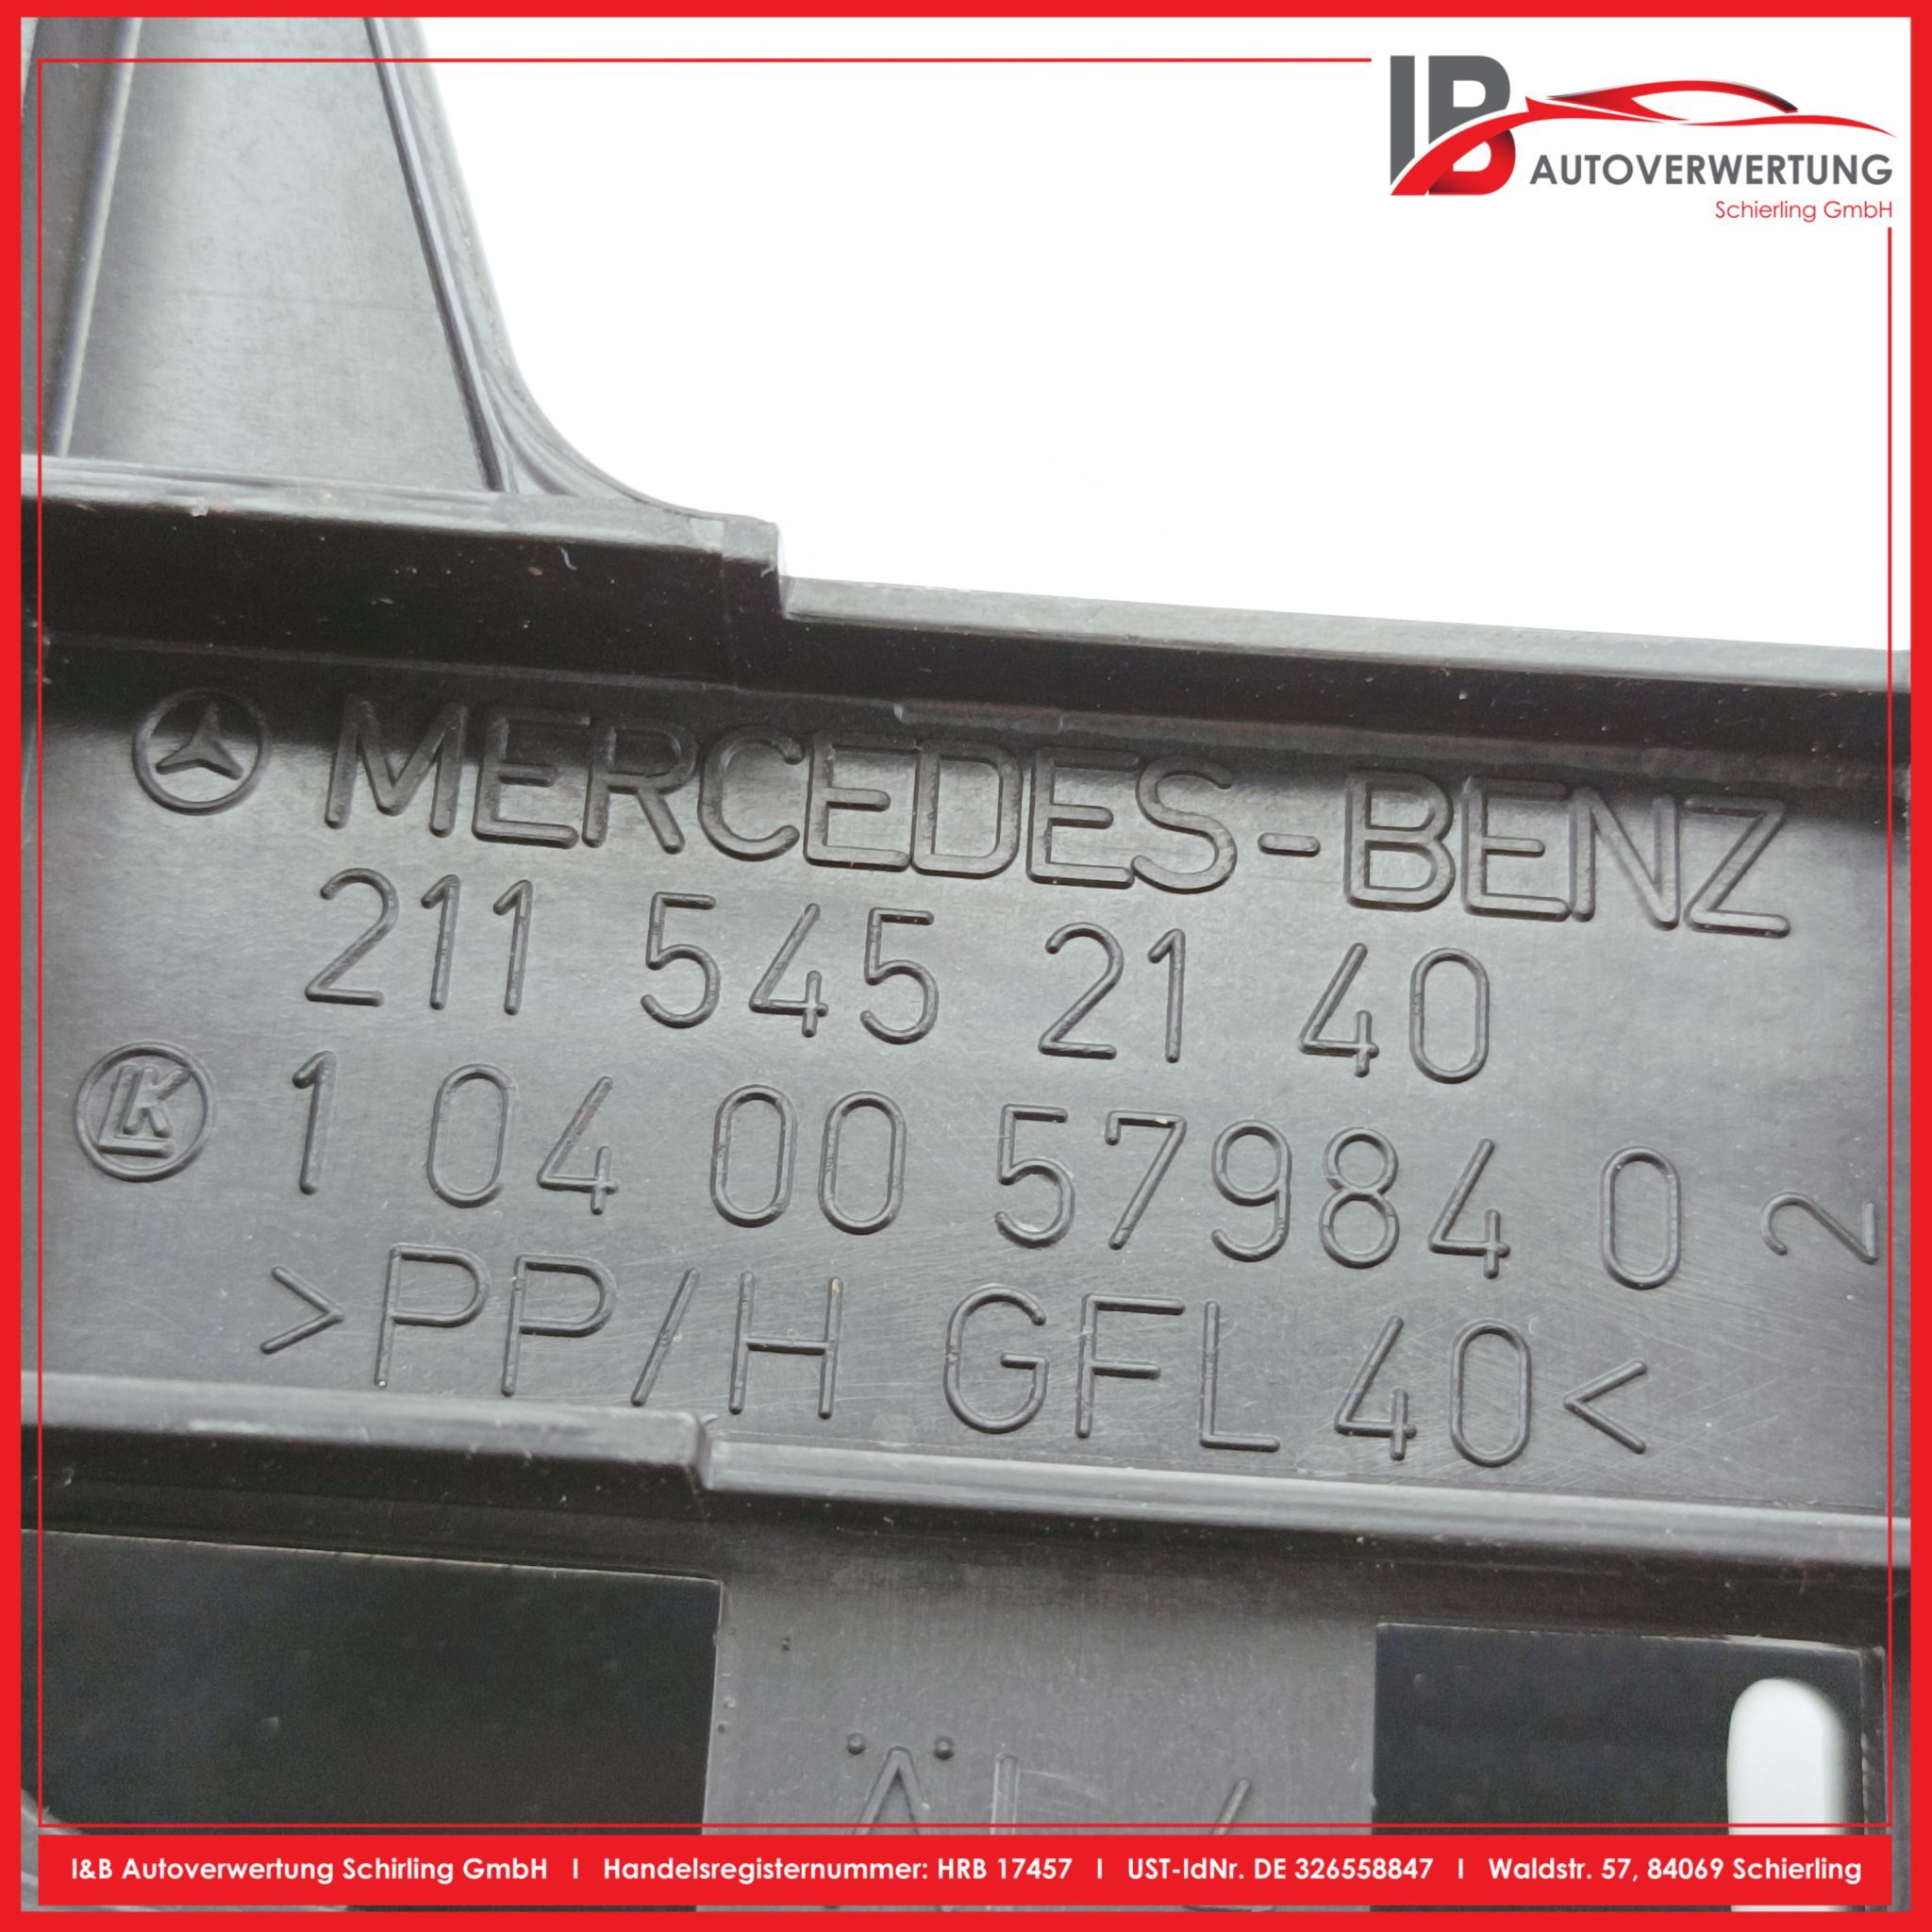 IB AUTOVERWERTUNG
Schierling GmbH
MERCEDES-BENZ
211 545 21 40
LK 1 04 00 57984 0 2
>PP/H GFL 40<
I&B Autoverwertung Schirling GmbH I Handelsregisternummer: HRB 17457 I UST-IdNr. DE 326558847 I Waldstr. 57, 84069 Schierling